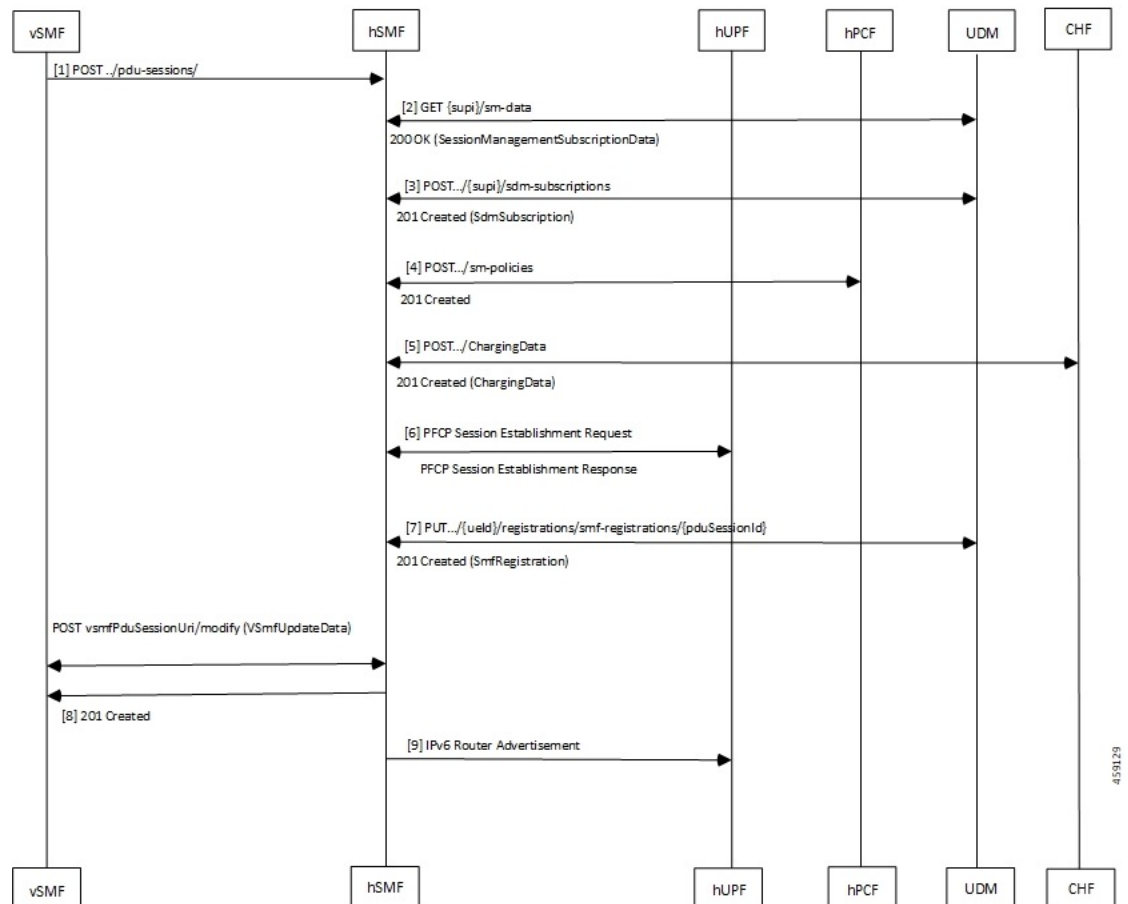 vSMF
hSMF
hUPF
hPCF
UDM
CHF
[1] POST ../pdu-sessions/
[2] GET {supi}/sm-data
200 OK (SessionManagementSubscriptionData)
[3] POST.../{supi}/sdm-subscriptions
201 Created (SdmSubscription)
[4] POST.../sm-policies
201 Created
[5] POST.../ChargingData
201 Created (ChargingData)
[6] PFCP Session Establishment Request
PFCP Session Establishment Response
[7] PUT.../{ueId}/registrations/smf-registrations/{pduSessionId}
201 Created (SmfRegistration)
POST vsmfPduSessionUri/modify (VSmfUpdateData)
[8] 201 Created
[9] IPv6 Router Advertisement
459129
vSMF
hSMF
hUPF
hPCF
UDM
CHF